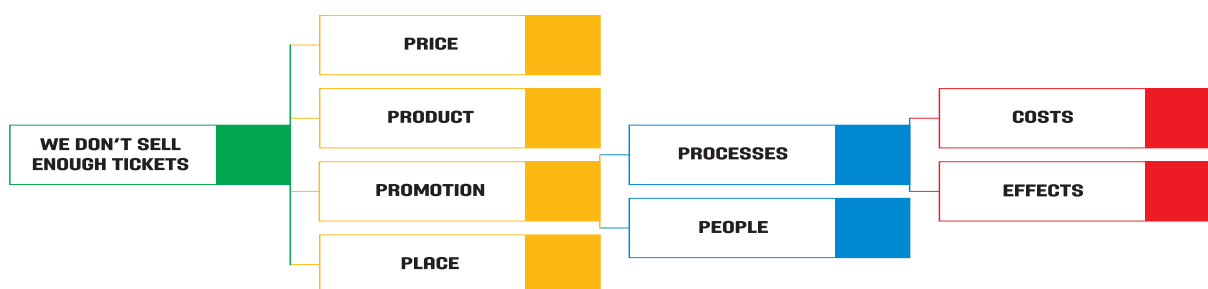 WE DON'T SELL
ENOUGH TICKETS
PRICE
PRODUCT
PROMOTION
PLACE
PROCESSES
PEOPLE
COSTS
EFFECTS